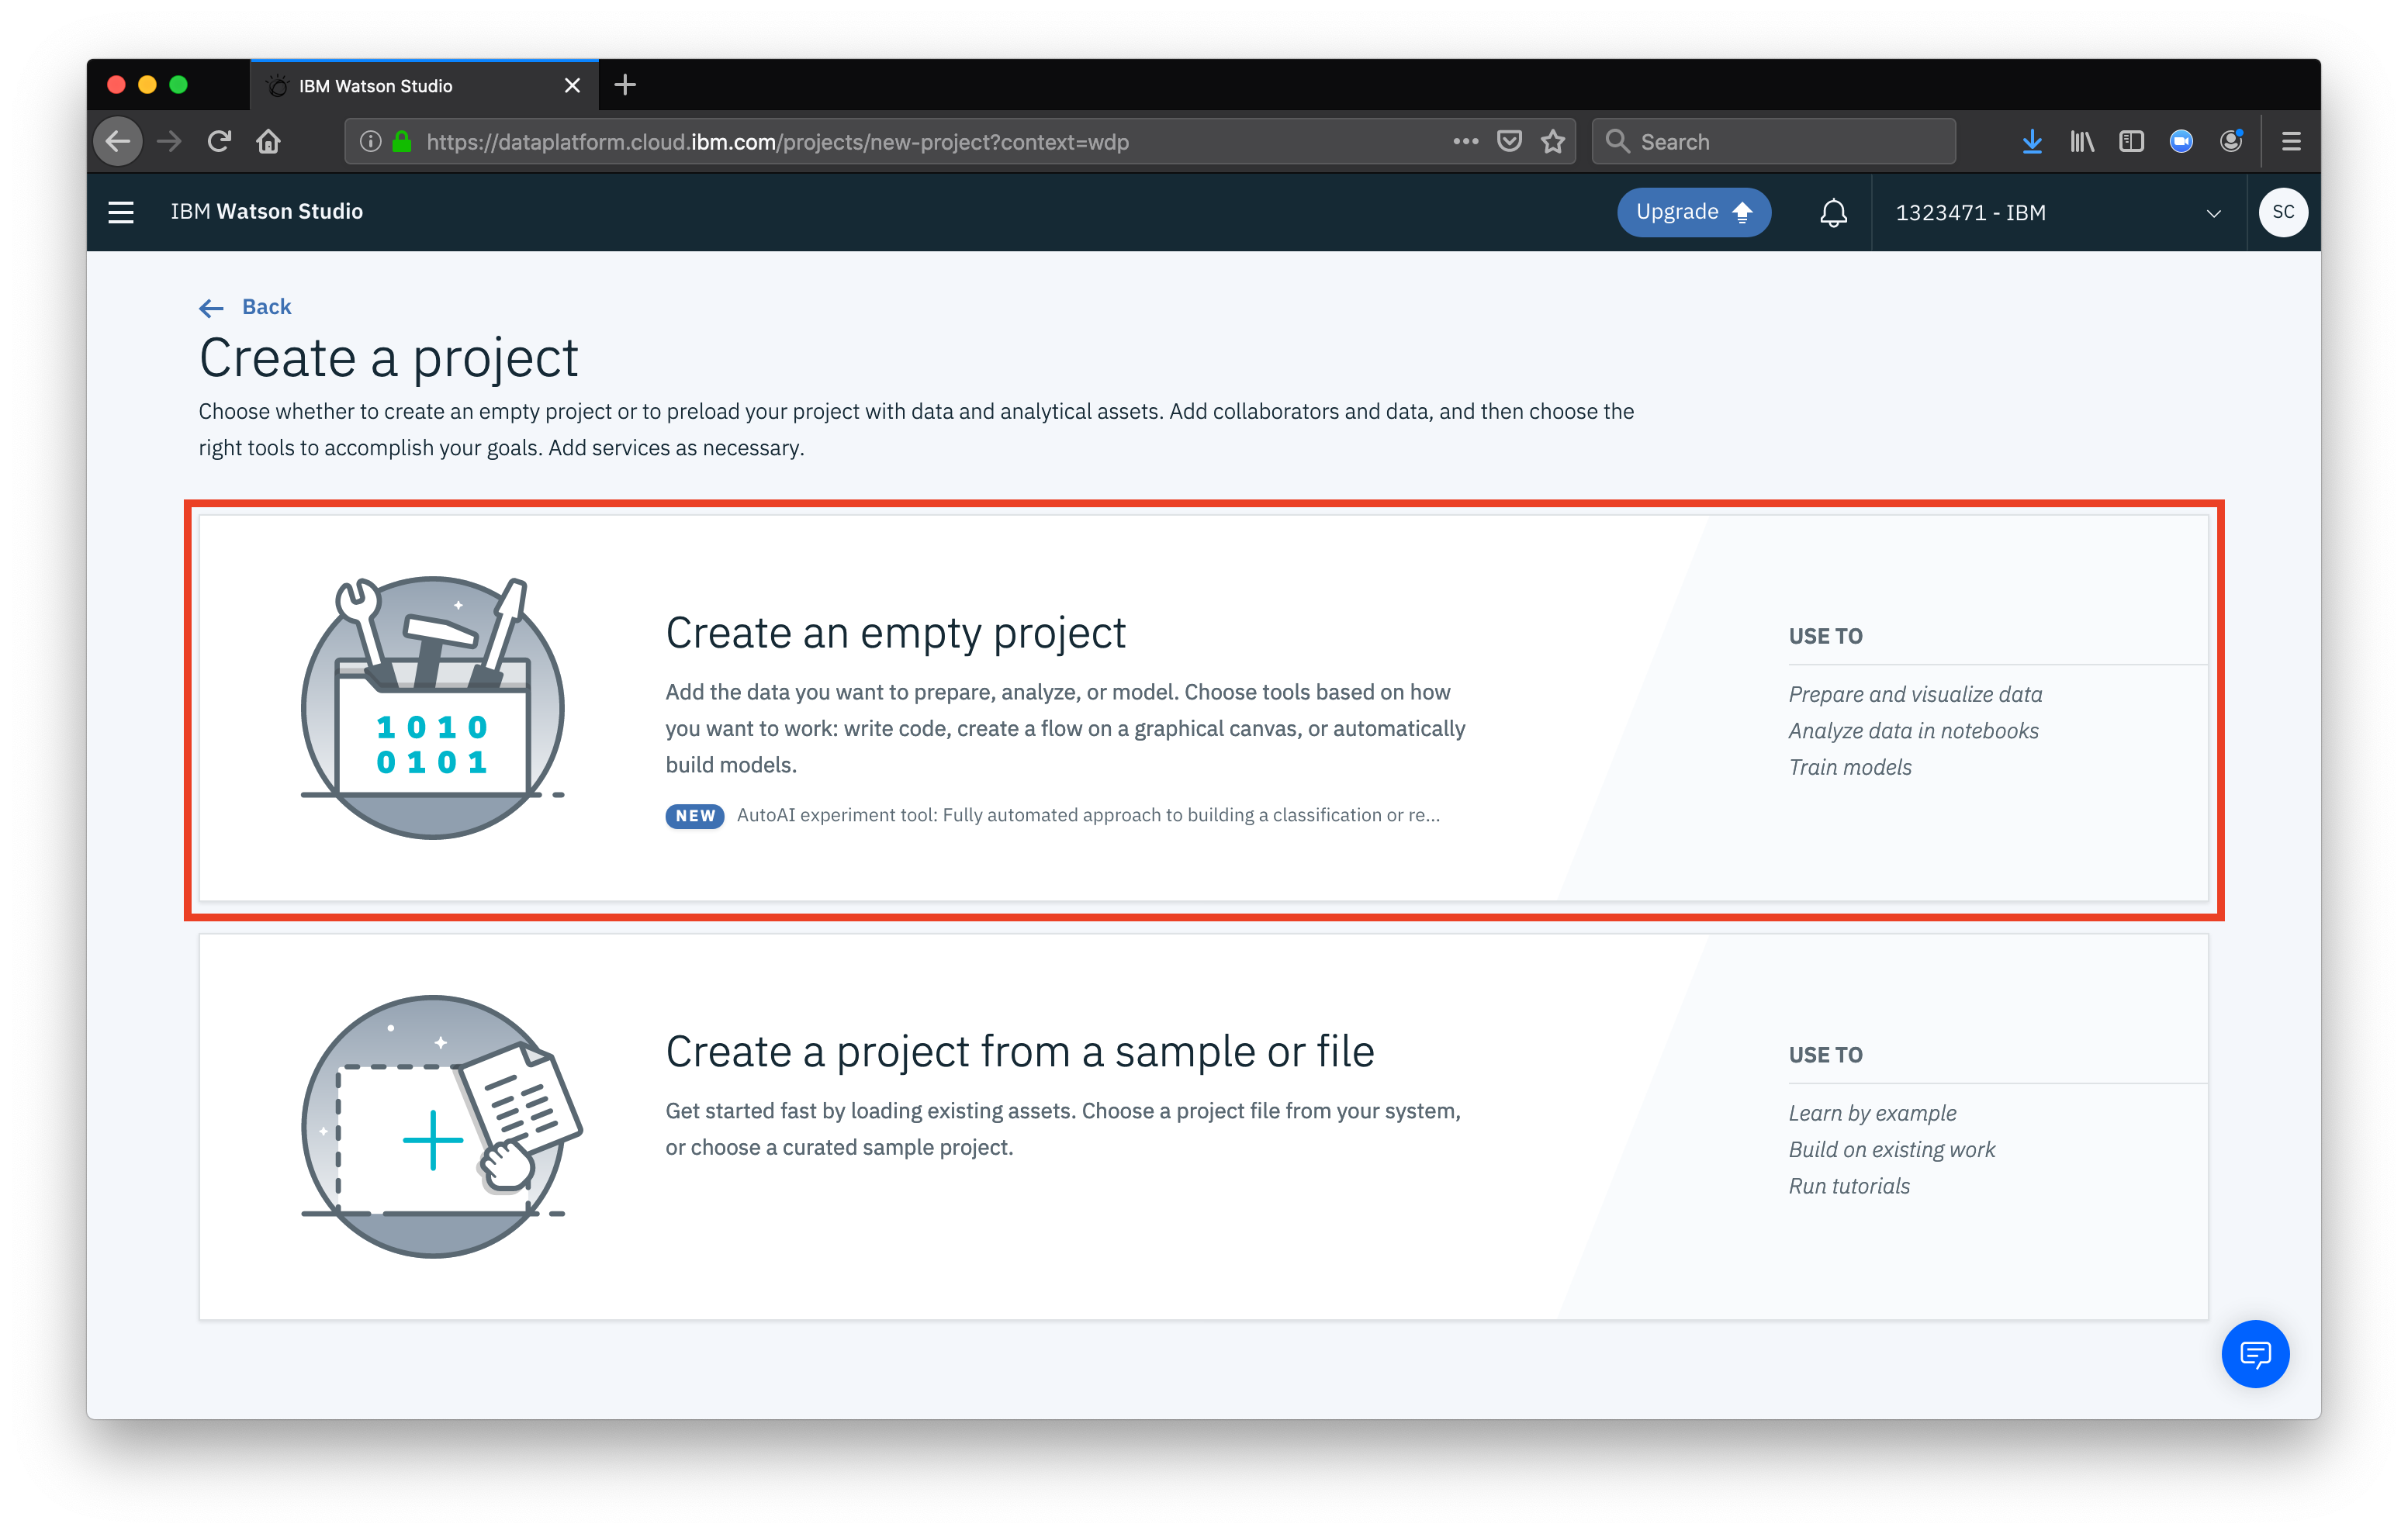 IBM Watson Studio
https://dataplatform.cloud.ibm.com/projects/new-project?context=wdp
Search
IBM Watson Studio
Upgrade
1323471 - IBM
SC
Back
Create a project
Choose whether to create an empty project or to preload your project with data and analytical assets. Add collaborators and data, and then choose the
right tools to accomplish your goals. Add services as necessary.
1010
0101
Create an empty project
Add the data you want to prepare, analyze, or model. Choose tools based on how
you want to work: write code, create a flow on a graphical canvas, or automatically
build models.
NEW AutoAI experiment tool: Fully automated approach to building a classification or re...
USE TO
Prepare and visualize data
Analyze data in notebooks
Train models
Create a project from a sample or file
Get started fast by loading existing assets. Choose a project file from your system,
or choose a curated sample project.
USE TO
Learn by example
Build on existing work
Run tutorials